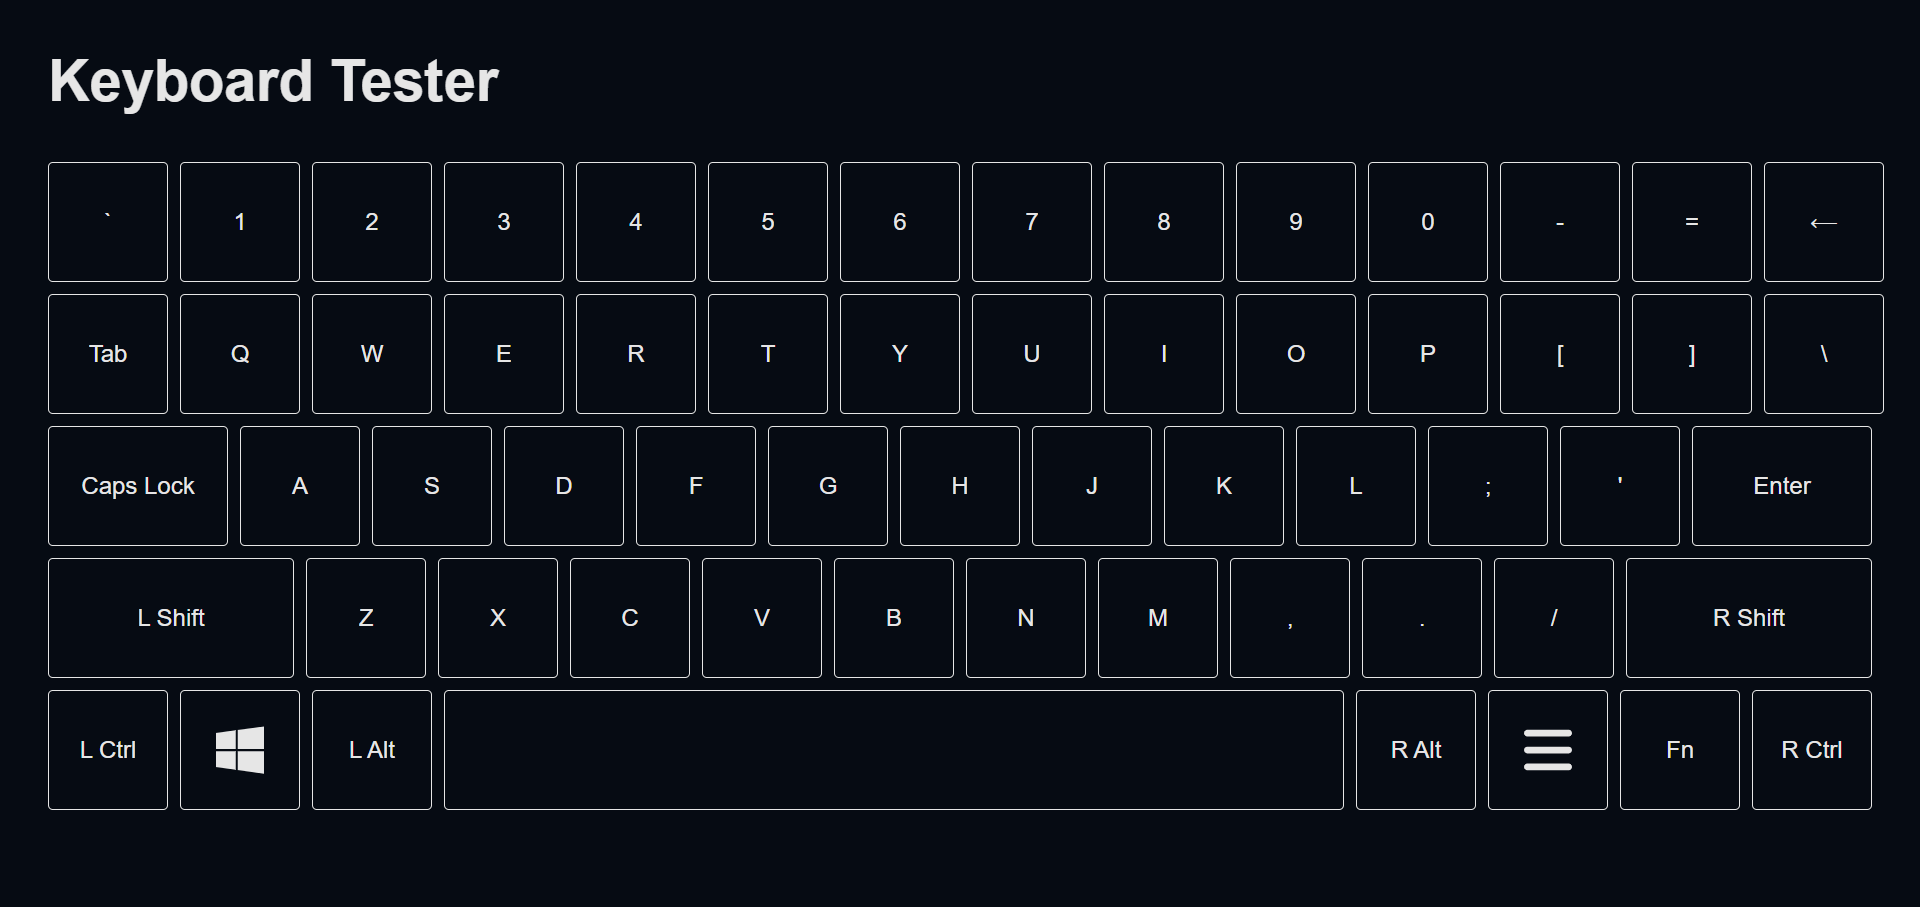 Keyboard Tester
` 1 2 3 4 5 6 7 8 9 0 - = ←
Tab Q W E R T Y U I O P [ ] \
Caps Lock A S D F G H J K L ; ' Enter
L Shift Z X C V B N M , . / R Shift
L Ctrl L Alt R Alt Fn R Ctrl